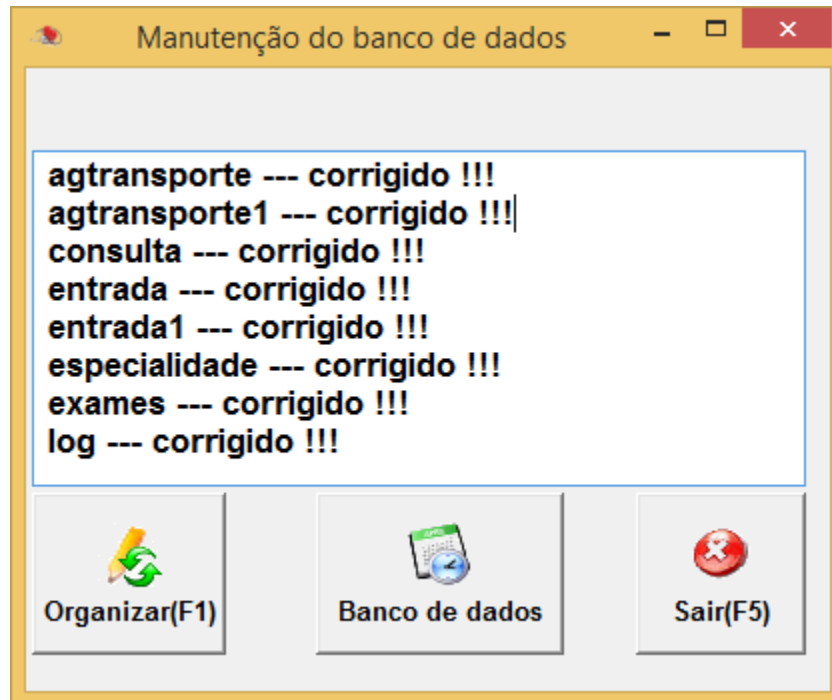 Manutenção do banco de dados
agtransporte --- corrigido !!!
agtransporte1 --- corrigido !!!
consulta --- corrigido !!!
entrada --- corrigido !!!
entrada1 --- corrigido !!!
especialidade --- corrigido !!!
exames --- corrigido !!!
log --- corrigido !!!
Organizar(F1)
Banco de dados
Sair(F5)